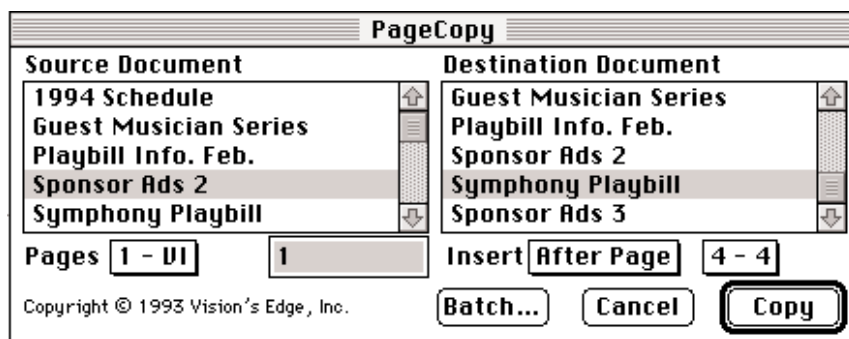 PageCopy
Source Document
1994 Schedule
Guest Musician Series
Playbill Info. Feb.
Sponsor Ads 2
Symphony Playbill
Destination Document
Guest Musician Series
Playbill Info. Feb.
Sponsor Ads 2
Symphony Playbill
Sponsor Ads 3
Pages 1 - VI 1
Insert After Page 4 - 4
Copyright © 1993 Vision's Edge, Inc.
Batch... Cancel Copy